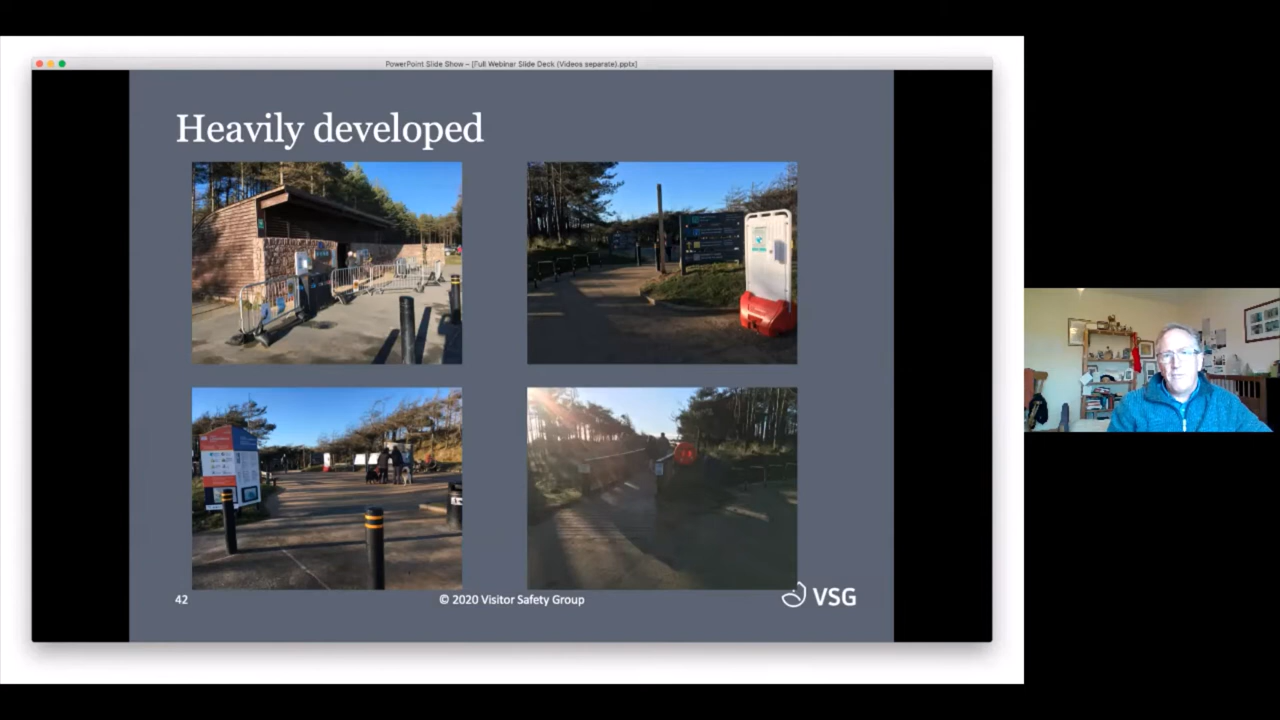 PowerPoint Slide Show – [Full Webinar Slide Deck (Videos separate).pptx]
Heavily developed
42
© 2020 Visitor Safety Group
VSG